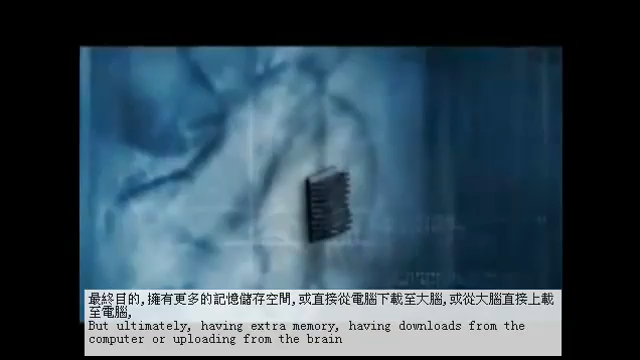 最終目的,擁有更多的記憶儲存空間,或直接從電腦下載至大腦,或從大腦直接上載
至電腦,
But ultimately, having extra memory, having downloads from the
computer or uploading from the brain